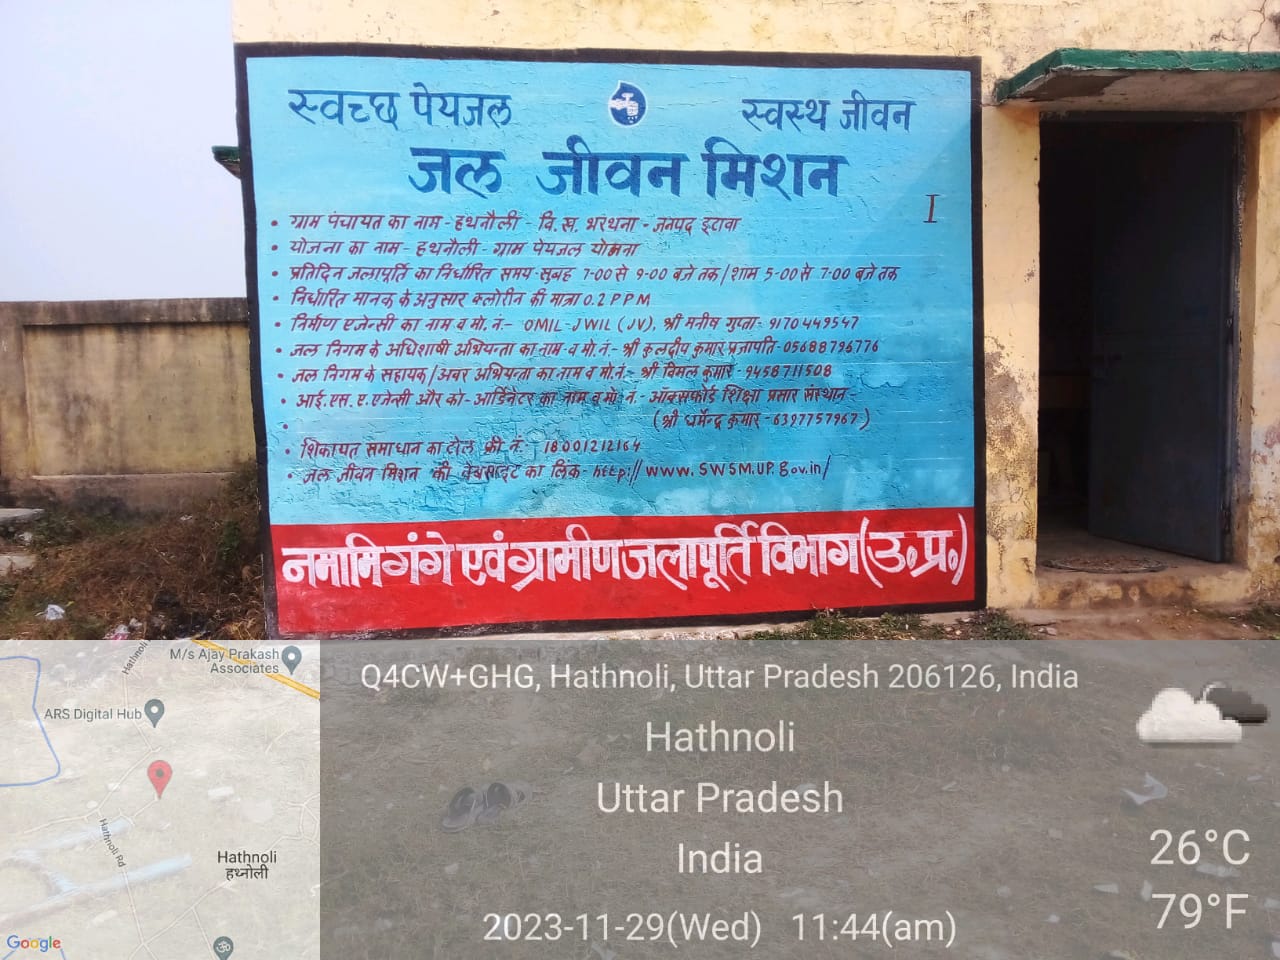 स्वच्छ पेयजल स्वस्थ जीवन
जल जीवन मिशन
I
• ग्राम पंचायत का नाम - हथनौली - वि.ख. भरथना - जनपद इटावा
• योजना का नाम - हथनौली - ग्राम पेयजल योजना
• प्रतिदिन जलापूर्ति का निर्धारित समय-सुबह 7-00 से 9-00 बजे तक / शाम 5-00 से 7-00 बजे तक
• निर्धारित मानक के अनुसार क्लोरीन की मात्रा 0.2 PPM
• निर्माण एजेन्सी का नाम व मो. नं.- OMIL-JWIL (JV), श्री मनीष गुप्ता- 9170449547
• जल निगम के अधिशाषी अभियन्ता का नाम व मो.नं.- श्री कुलदीप कुमार प्रजापति-05688796776
• जल निगम के सहायक/अवर अभियन्ता का नाम व मो.नं.- श्री विमल कुमार - 9458711508
• आई.एस.ए.एजेन्सी और को-आर्डिनेटर का नाम व मो. नं.- ऑक्सफोर्ड शिक्षा प्रसार संस्थान-
• (श्री धर्मेन्द्र कुमार - 6397757967)
• शिकायत समाधान का टोल फ्री नं. 18001212164
• जल जीवन मिशन की वेबसाइट का लिंक- http://www.swsm.up.gov.in/
नमामि गंगे एवं ग्रामीण जलापूर्ति विभाग (उ०प्र०)
M/s Ajay Prakash
Associates
Hathnoli
ARS Digital Hub
Hathnoli Rd
Hathnoli
हथ्नोली
Google
Q4CW+GHG, Hathnoli, Uttar Pradesh 206126, India
Hathnoli
Uttar Pradesh
India
2023-11-29(Wed) 11:44(am)
26°C
79°F